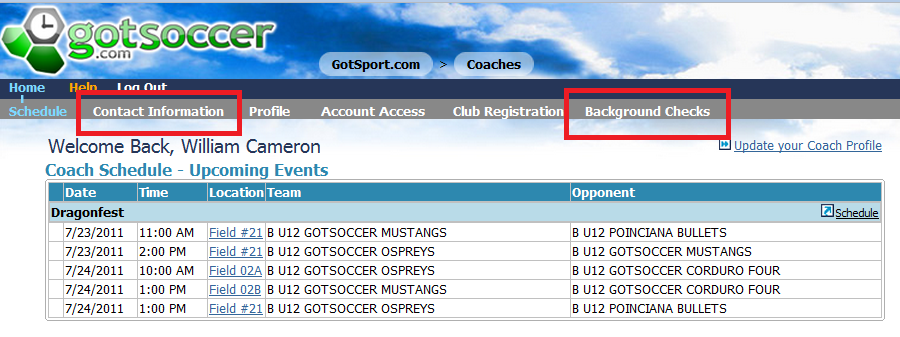 gotsoccer
.com
GotSport.com > Coaches
Home Help Log Out
Schedule Contact Information Profile Account Access Club Registration Background Checks
Welcome Back, William Cameron
Update your Coach Profile
Coach Schedule - Upcoming Events
Date Time Location Team Opponent
Dragonfest Schedule
7/23/2011 11:00 AM Field #21 B U12 GOTSOCCER MUSTANGS B U12 POINCIANA BULLETS
7/23/2011 2:00 PM Field #21 B U12 GOTSOCCER OSPREYS B U12 GOTSOCCER MUSTANGS
7/24/2011 10:00 AM Field 02A B U12 GOTSOCCER OSPREYS B U12 GOTSOCCER CORDURO FOUR
7/24/2011 1:00 PM Field 02B B U12 GOTSOCCER MUSTANGS B U12 GOTSOCCER CORDURO FOUR
7/24/2011 1:00 PM Field #21 B U12 GOTSOCCER OSPREYS B U12 POINCIANA BULLETS